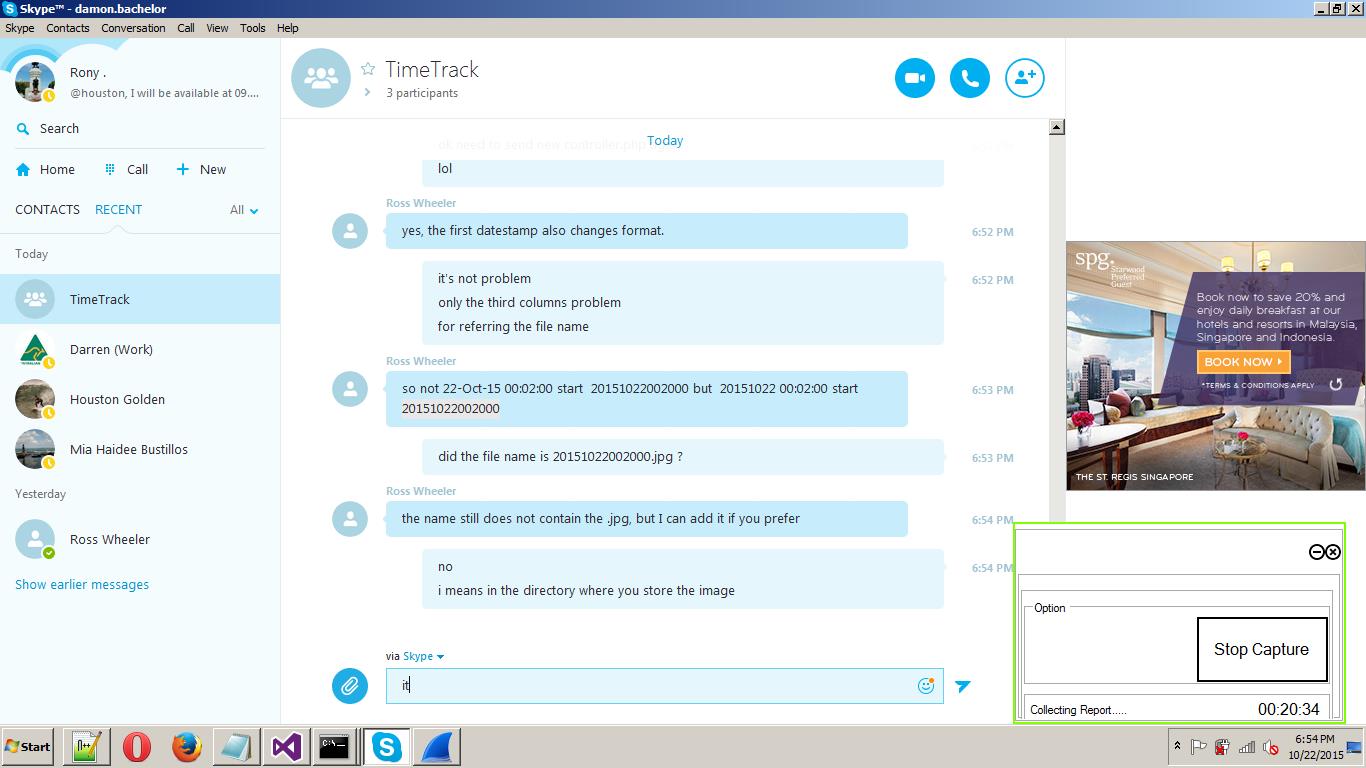 Skype™ - damon.bachelor
Skype Contacts Conversation Call View Tools Help
Rony .
@houston, I will be available at 09....
Search
Home Call New
CONTACTS RECENT All
Today
TimeTrack
Darren (Work)
Houston Golden
Mia Haidee Bustillos
Yesterday
Ross Wheeler
Show earlier messages
TimeTrack
3 participants
Today
ok need to send new controller.php
lol
Ross Wheeler
yes, the first datestamp also changes format.
6:52 PM
it's not problem
6:52 PM
only the third columns problem
for referring the file name
Ross Wheeler
so not 22-Oct-15 00:02:00 start 20151022002000 but 20151022 00:02:00 start
6:53 PM
20151022002000
did the file name is 20151022002000.jpg ?
6:53 PM
Ross Wheeler
the name still does not contain the .jpg, but I can add it if you prefer
6:54 PM
no
6:54 PM
i means in the directory where you store the image
via Skype
it
spg.
Starwood
Preferred
Guest
Book now to save 20% and
enjoy daily breakfast at our
hotels and resorts in Malaysia,
Singapore and Indonesia.
BOOK NOW
*TERMS & CONDITIONS APPLY
THE ST. REGIS SINGAPORE
Option
Stop Capture
Collecting Report.....
00:20:34
Start
N++
C:\_
6:54 PM
10/22/2015